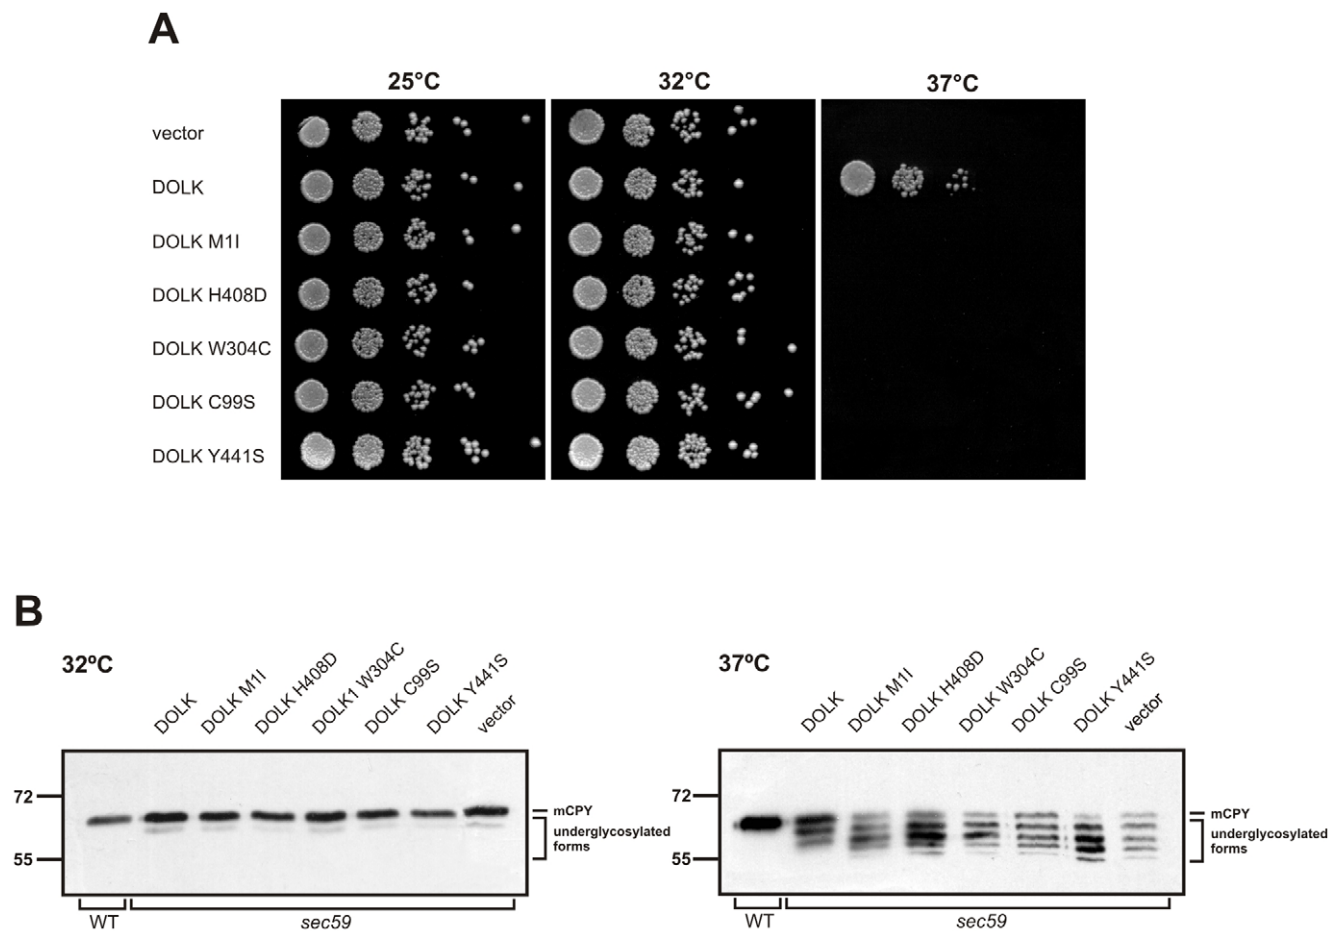 A
25°C 32°C 37°C
vector
DOLK
DOLK M1I
DOLK H408D
DOLK W304C
DOLK C99S
DOLK Y441S
B
32ºC
DOLK
DOLK M1I
DOLK H408D
DOLK1 W304C
DOLK C99S
DOLK Y441S
vector
72
55
mCPY
underglycosylated
forms
WT
sec59
37ºC
DOLK
DOLK M1I
DOLK H408D
DOLK W304C
DOLK C99S
DOLK Y441S
vector
72
55
mCPY
underglycosylated
forms
WT
sec59